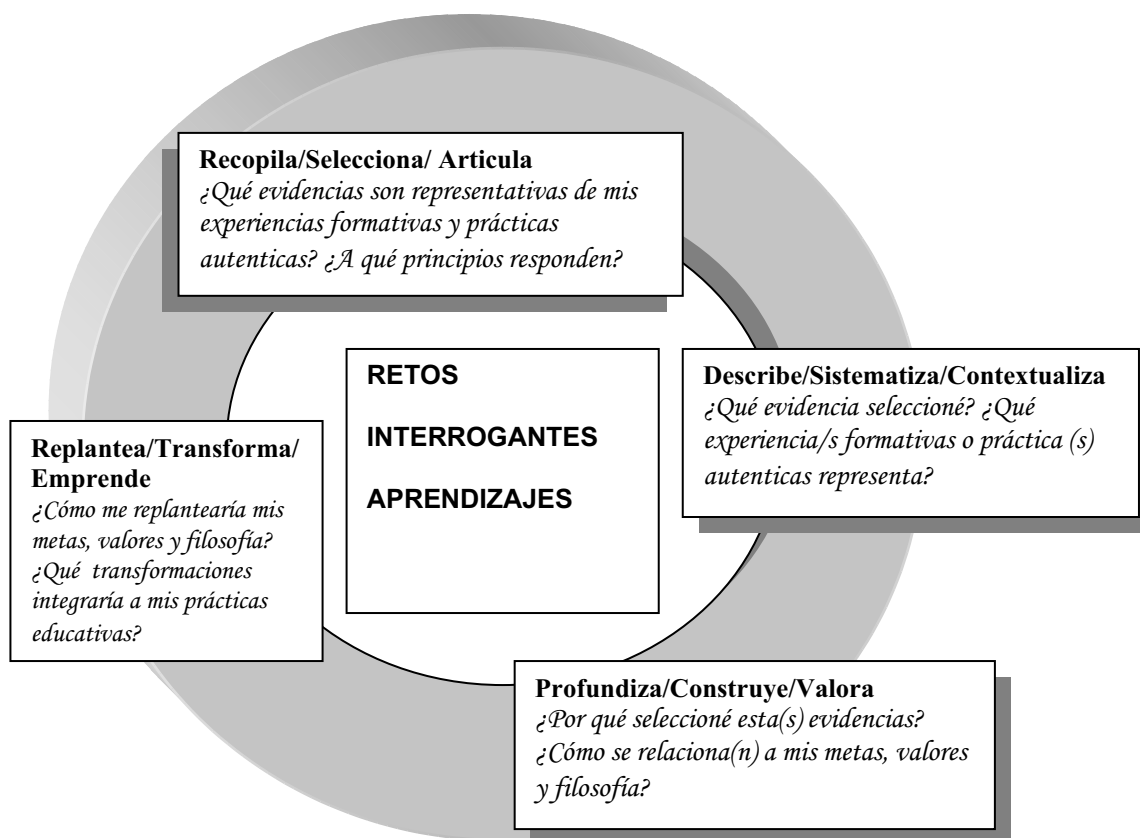 Recopila/Selecciona/ Articula
¿Qué evidencias son representativas de mis
experiencias formativas y prácticas
autenticas? ¿A qué principios responden?
RETOS
INTERROGANTES
APRENDIZAJES
Describe/Sistematiza/Contextualiza
¿Qué evidencia seleccioné? ¿Qué
experiencia/s formativas o práctica (s)
autenticas representa?
Profundiza/Construye/Valora
¿Por qué seleccioné esta(s) evidencias?
¿Cómo se relaciona(n) a mis metas, valores
y filosofía?
Replantea/Transforma/
Emprende
¿Cómo me replantearía mis
metas, valores y filosofía?
¿Qué transformaciones
integraría a mis prácticas
educativas?